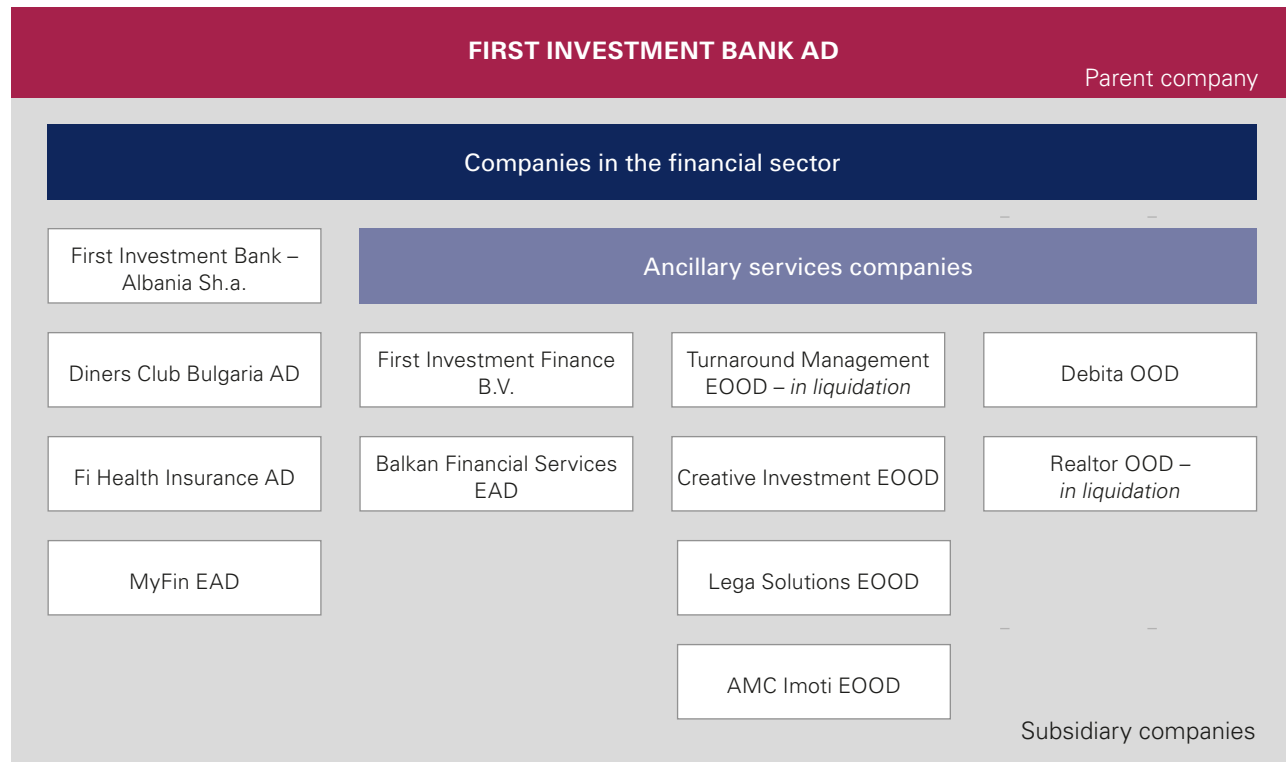 FIRST INVESTMENT BANK AD
Parent company
Companies in the financial sector
First Investment Bank –
Albania Sh.a.
Ancillary services companies
Diners Club Bulgaria AD
First Investment Finance
B.V.
Turnaround Management
EOOD – in liquidation
Debita OOD
Fi Health Insurance AD
Balkan Financial Services
EAD
Creative Investment EOOD
Realtor OOD –
in liquidation
MyFin EAD
Lega Solutions EOOD
AMC Imoti EOOD
Subsidiary companies